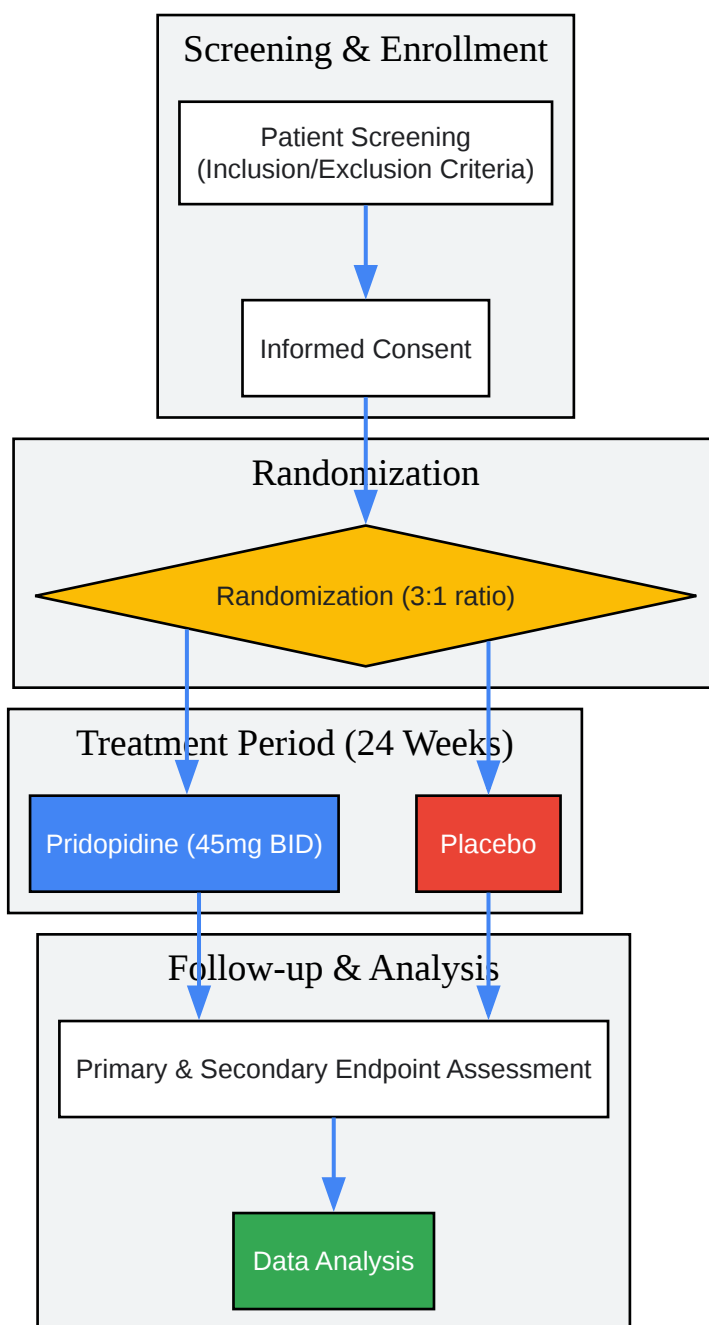 Screening & Enrollment
Patient Screening
(Inclusion/Exclusion Criteria)
Informed Consent
Randomization
Randomization (3:1 ratio)
Treatment Period (24 Weeks)
Pridopidine (45mg BID)
Placebo
Follow-up & Analysis
Primary & Secondary Endpoint Assessment
Data Analysis